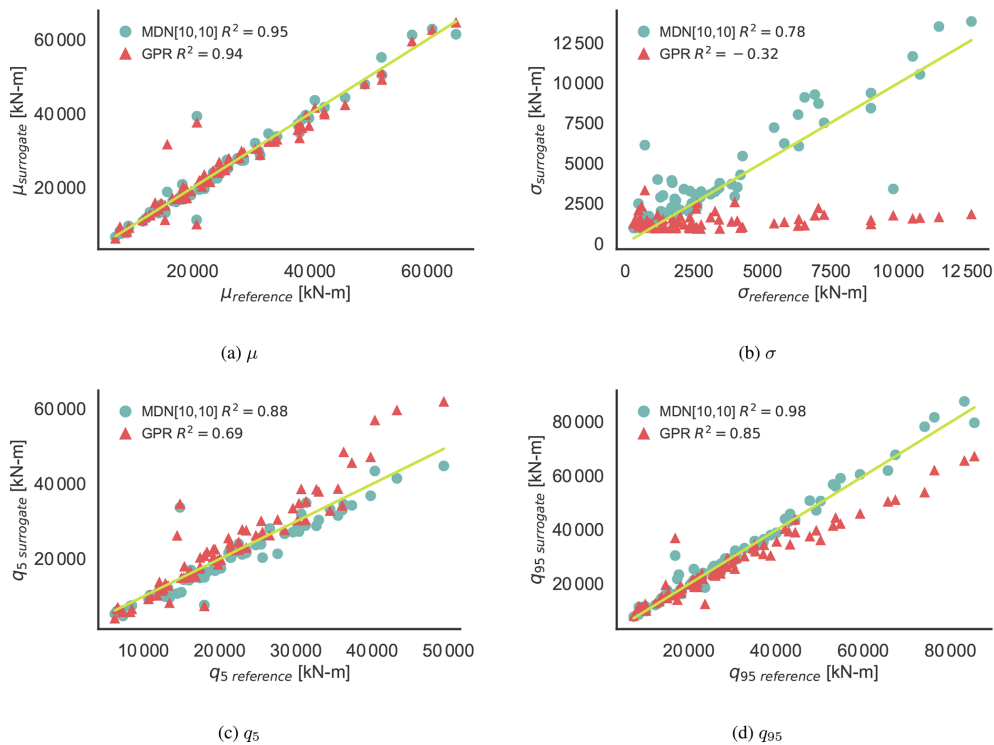 MDN[10,10] R² = 0.95
GPR R² = 0.94
60 000
40 000
20 000
μsurrogate [kN-m]
20 000 40 000 60 000
μreference [kN-m]
(a) μ
MDN[10,10] R² = 0.78
GPR R² = −0.32
12 500
10 000
7500
5000
2500
0
σsurrogate [kN-m]
0 2500 5000 7500 10 000 12 500
σreference [kN-m]
(b) σ
MDN[10,10] R² = 0.88
GPR R² = 0.69
60 000
40 000
20 000
q5 surrogate [kN-m]
10 000 20 000 30 000 40 000 50 000
q5 reference [kN-m]
(c) q5
MDN[10,10] R² = 0.98
GPR R² = 0.85
80 000
60 000
40 000
20 000
q95 surrogate [kN-m]
20 000 40 000 60 000 80 000
q95 reference [kN-m]
(d) q95